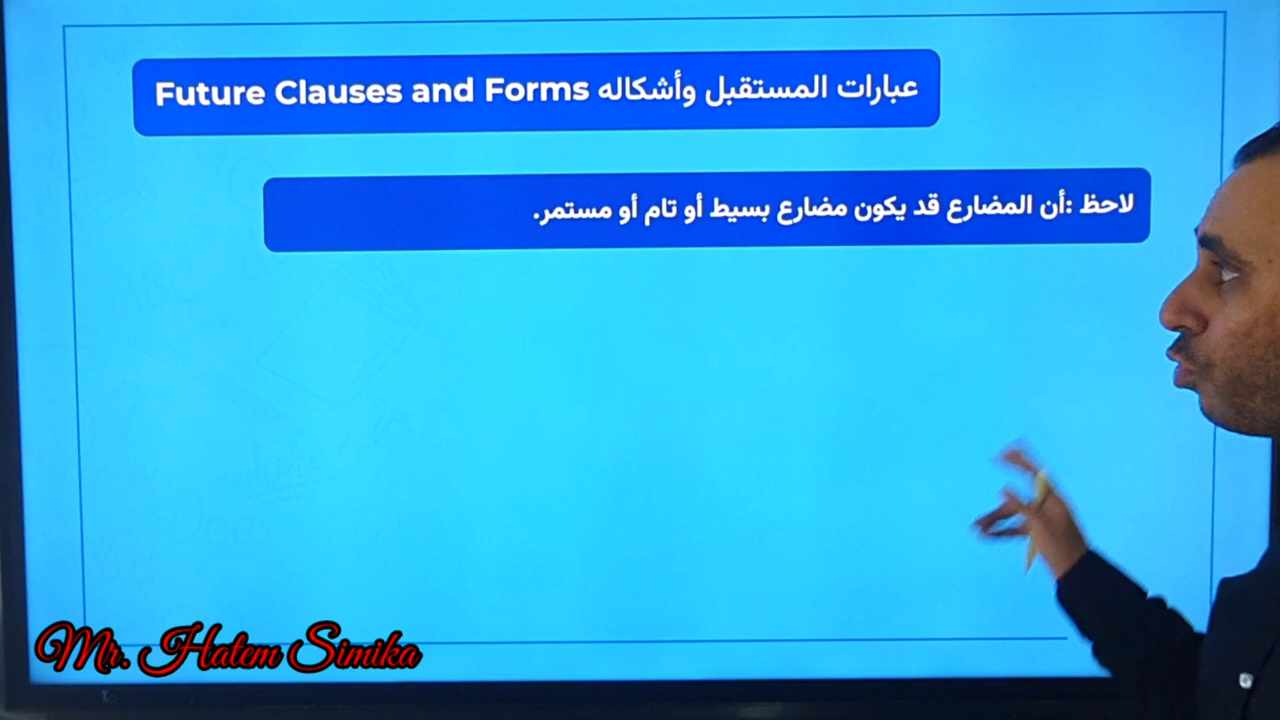 عبارات المستقبل وأشكاله Future Clauses and Forms
لاحظ :أن المضارع قد يكون مضارع بسيط أو تام أو مستمر.
ABC
Mr. Hatem Simika